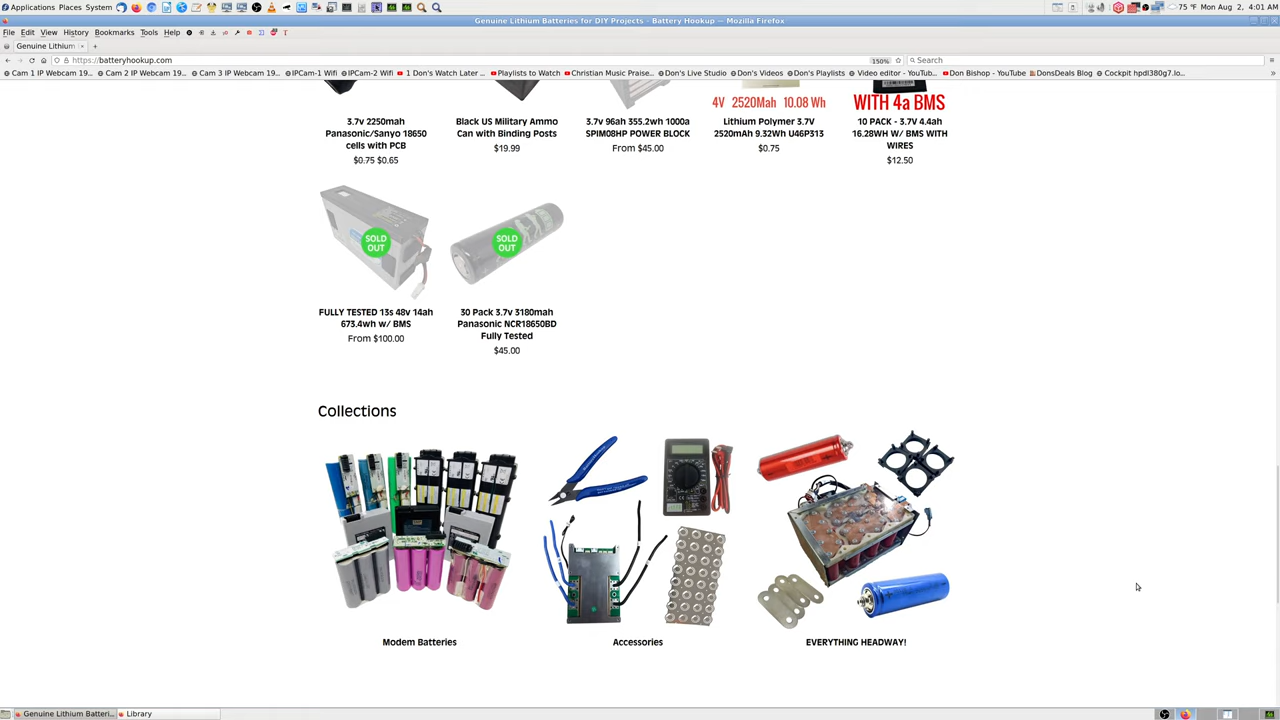 Applications Places System
75 °F Mon Aug 2, 4:01 AM
Genuine Lithium Batteries for DIY Projects - Battery Hookup — Mozilla Firefox
File Edit View History Bookmarks Tools Help
Genuine Lithium
https://batteryhookup.com
150%
Search
Cam 1 IP Webcam 19... Cam 2 IP Webcam 19... Cam 3 IP Webcam 19... IPCam-1 Wifi IPCam-2 Wifi 1 Don's Watch Later ... Playlists to Watch Christian Music Praise... Don's Live Studio Don's Videos Don's Playlists Video editor - YouTub... Don Bishop - YouTube DonsDeals Blog Cockpit hpdl380g7.lo...
4V 2520Mah 10.08 Wh
WITH 4a BMS
3.7v 2250mah
Panasonic/Sanyo 18650
cells with PCB
$0.75 $0.65
Black US Military Ammo
Can with Binding Posts
$19.99
3.7v 96ah 355.2wh 1000a
SPIM08HP POWER BLOCK
From $45.00
Lithium Polymer 3.7V
2520mAh 9.32Wh U46P313
$0.75
10 PACK - 3.7V 4.4ah
16.28WH W/ BMS WITH
WIRES
$12.50
SOLD
OUT
SOLD
OUT
FULLY TESTED 13s 48v 14ah
673.4wh w/ BMS
From $100.00
30 Pack 3.7v 3180mah
Panasonic NCR18650BD
Fully Tested
$45.00
Collections
Modem Batteries
Accessories
EVERYTHING HEADWAY!
Genuine Lithium Batteri...
Library